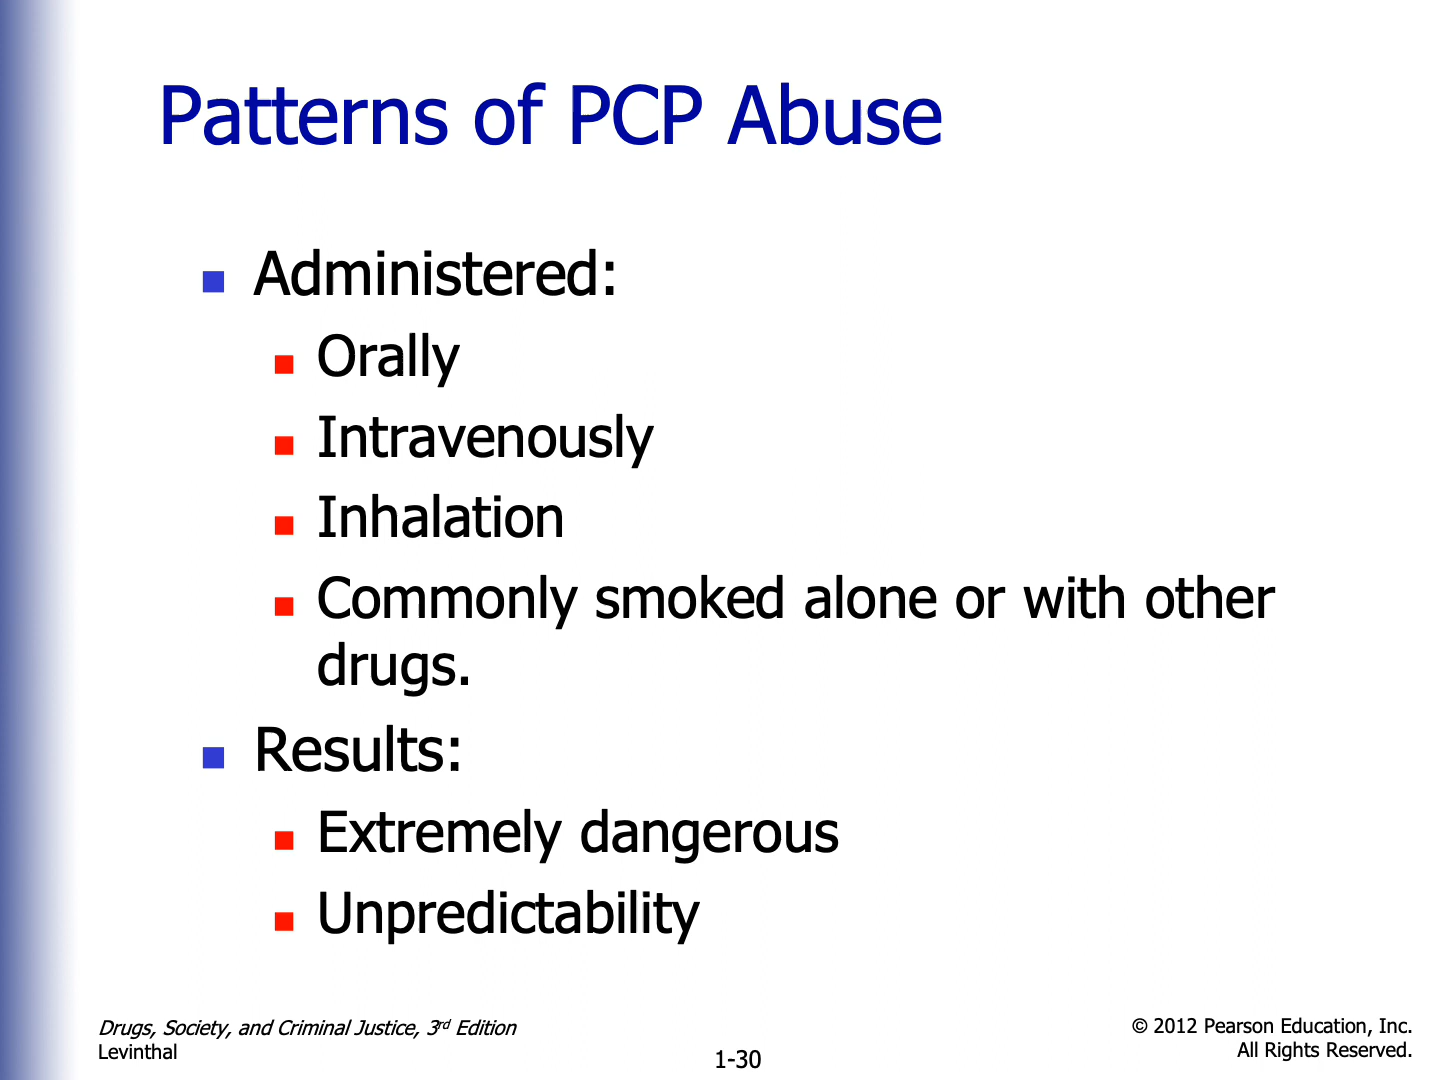 Patterns of PCP Abuse
Administered:
Orally
Intravenously
Inhalation
Commonly smoked alone or with other
drugs.
Results:
Extremely dangerous
Unpredictability
Drugs, Society, and Criminal Justice, 3rd Edition
Levinthal
1-30
© 2012 Pearson Education, Inc.
All Rights Reserved.